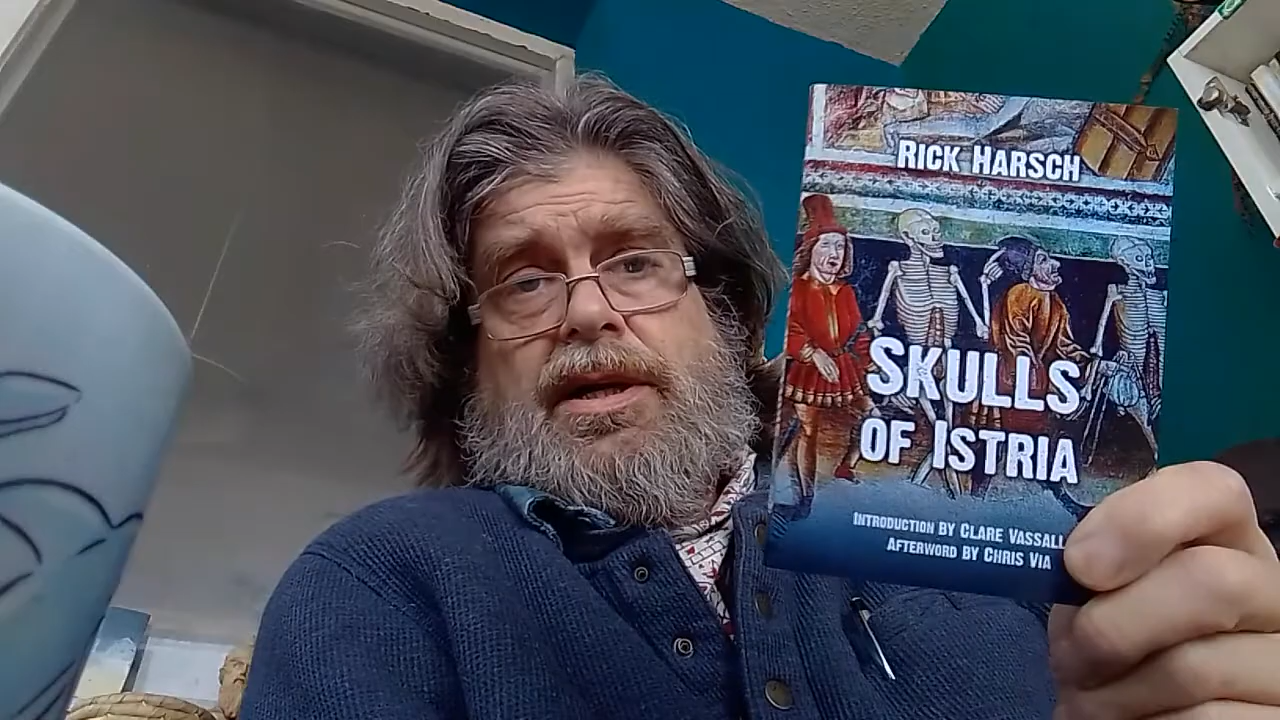 RICK HARSCH
SKULLS
OF ISTRIA
INTRODUCTION BY CLARE VASSALL
AFTERWORD BY CHRIS VIA